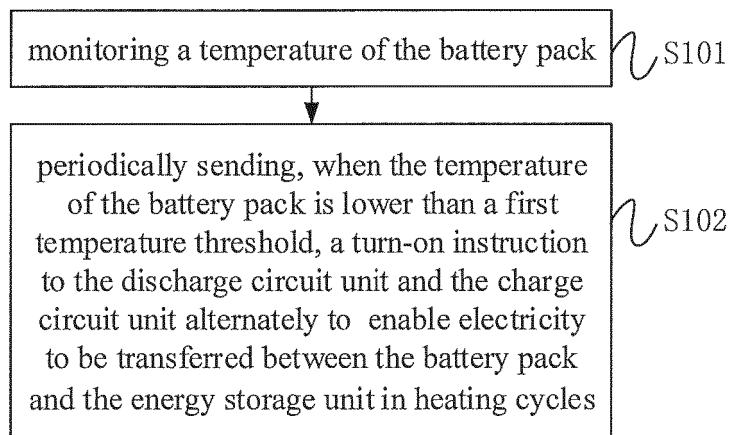 monitoring a temperature of the battery pack
S101
periodically sending, when the temperature
of the battery pack is lower than a first
temperature threshold, a turn-on instruction
to the discharge circuit unit and the charge
circuit unit alternately to enable electricity
to be transferred between the battery pack
and the energy storage unit in heating cycles
S102